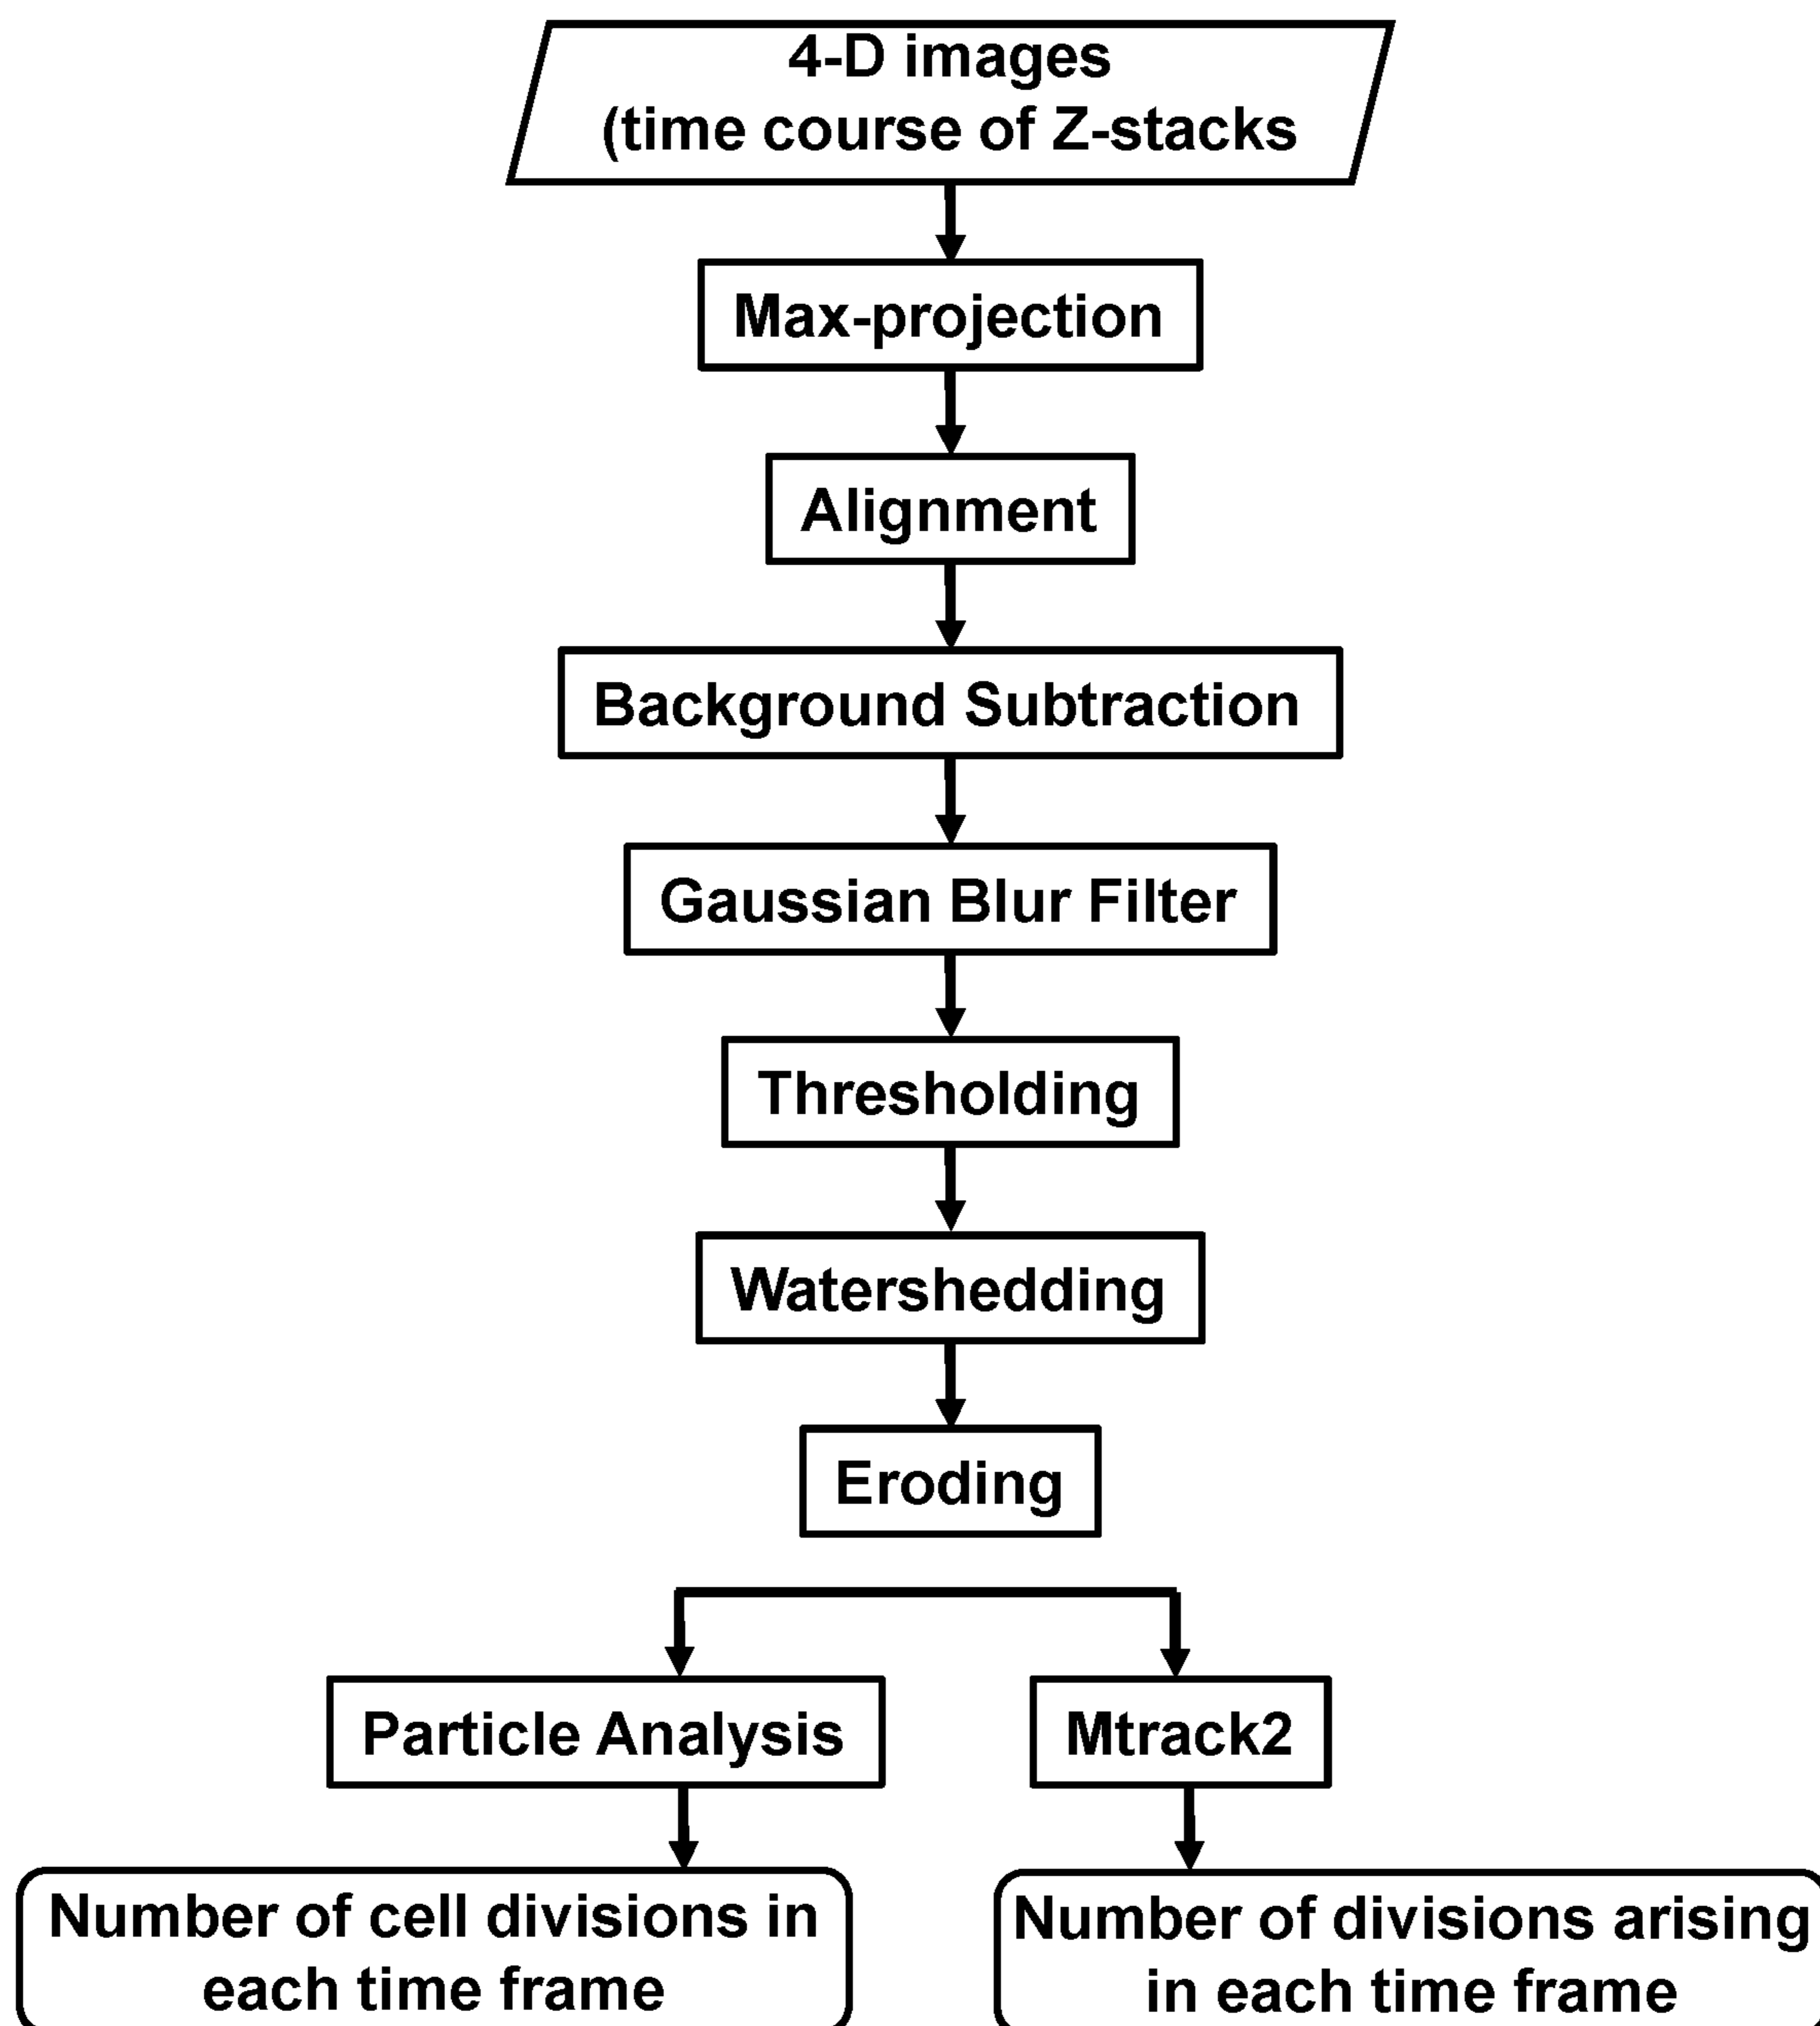 4-D images
(time course of Z-stacks
Max-projection
Alignment
Background Subtraction
Gaussian Blur Filter
Thresholding
Watershedding
Eroding
Particle Analysis
Mtrack2
Number of cell divisions in
each time frame
Number of divisions arising
in each time frame